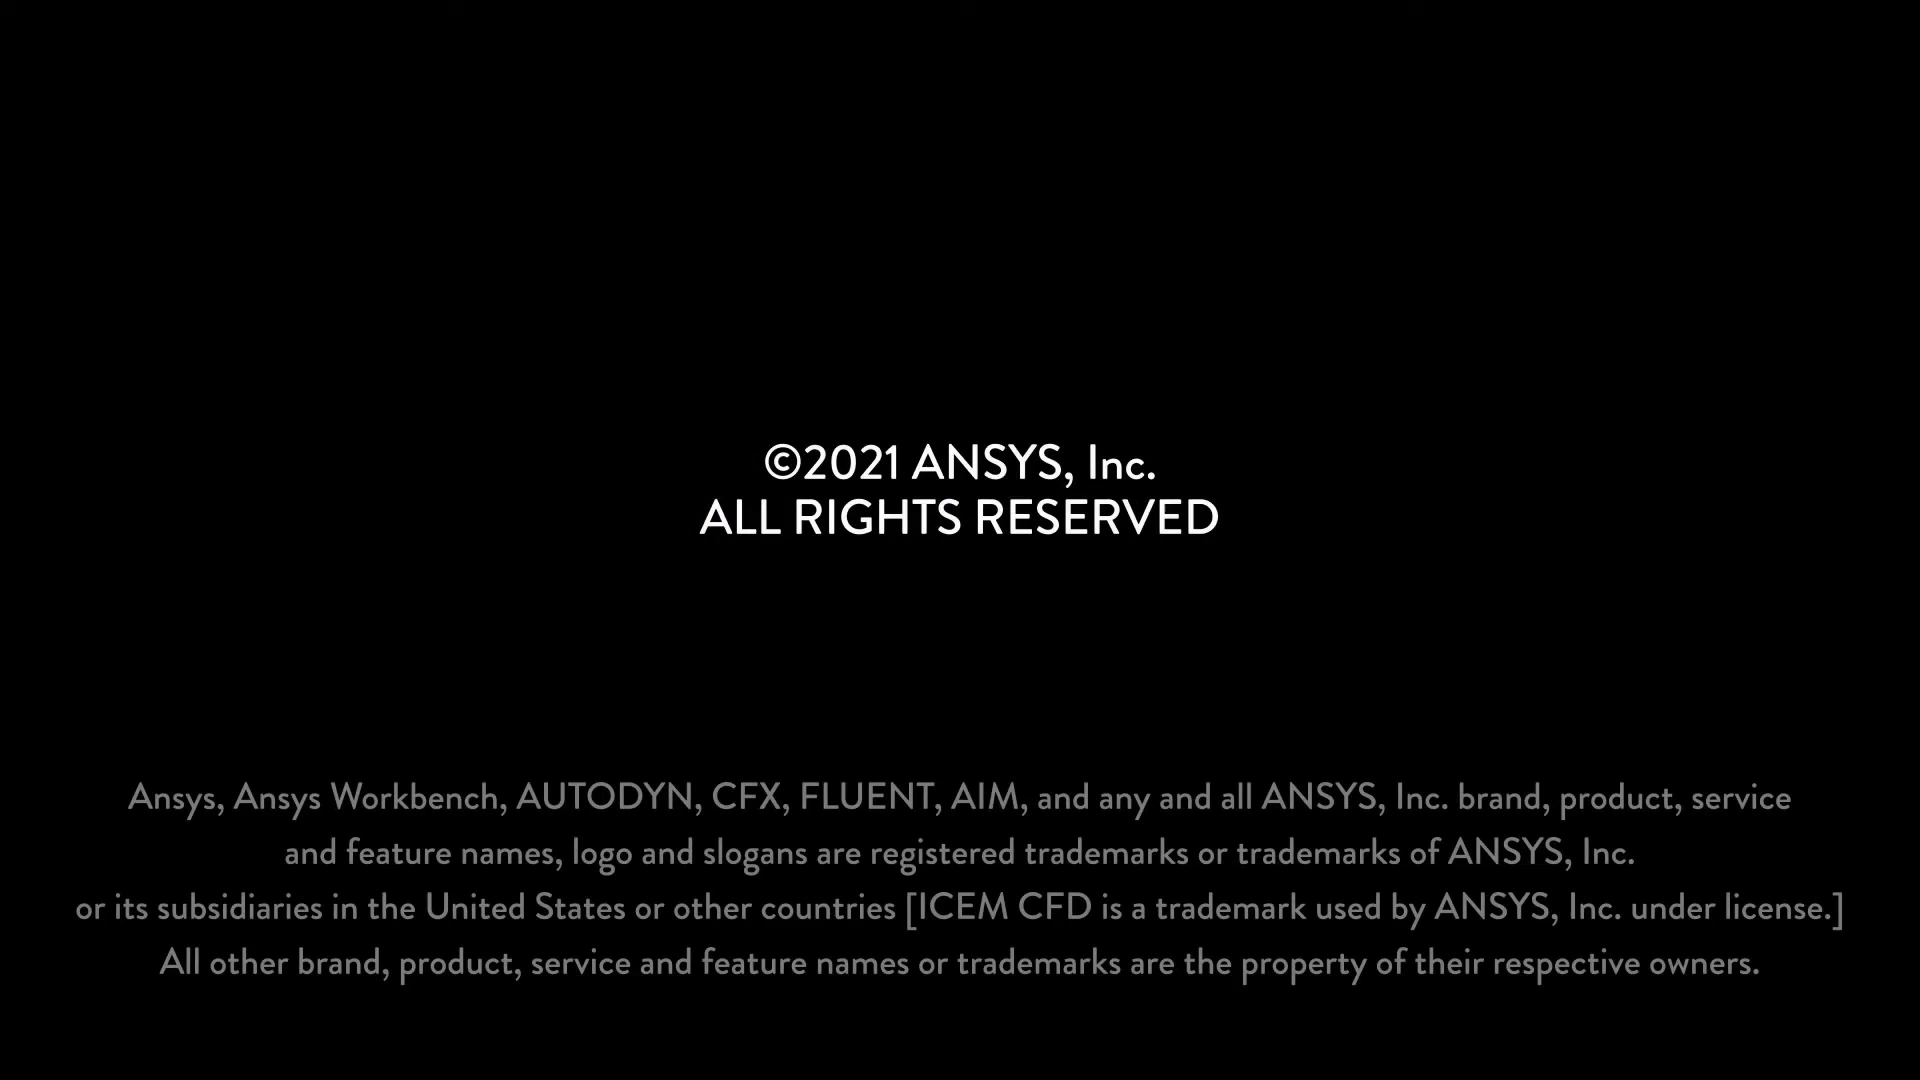 ©2021 ANSYS, Inc.
ALL RIGHTS RESERVED
Ansys, Ansys Workbench, AUTODYN, CFX, FLUENT, AIM, and any and all ANSYS, Inc. brand, product, service
and feature names, logo and slogans are registered trademarks or trademarks of ANSYS, Inc.
or its subsidiaries in the United States or other countries [ICEM CFD is a trademark used by ANSYS, Inc. under license.]
All other brand, product, service and feature names or trademarks are the property of their respective owners.